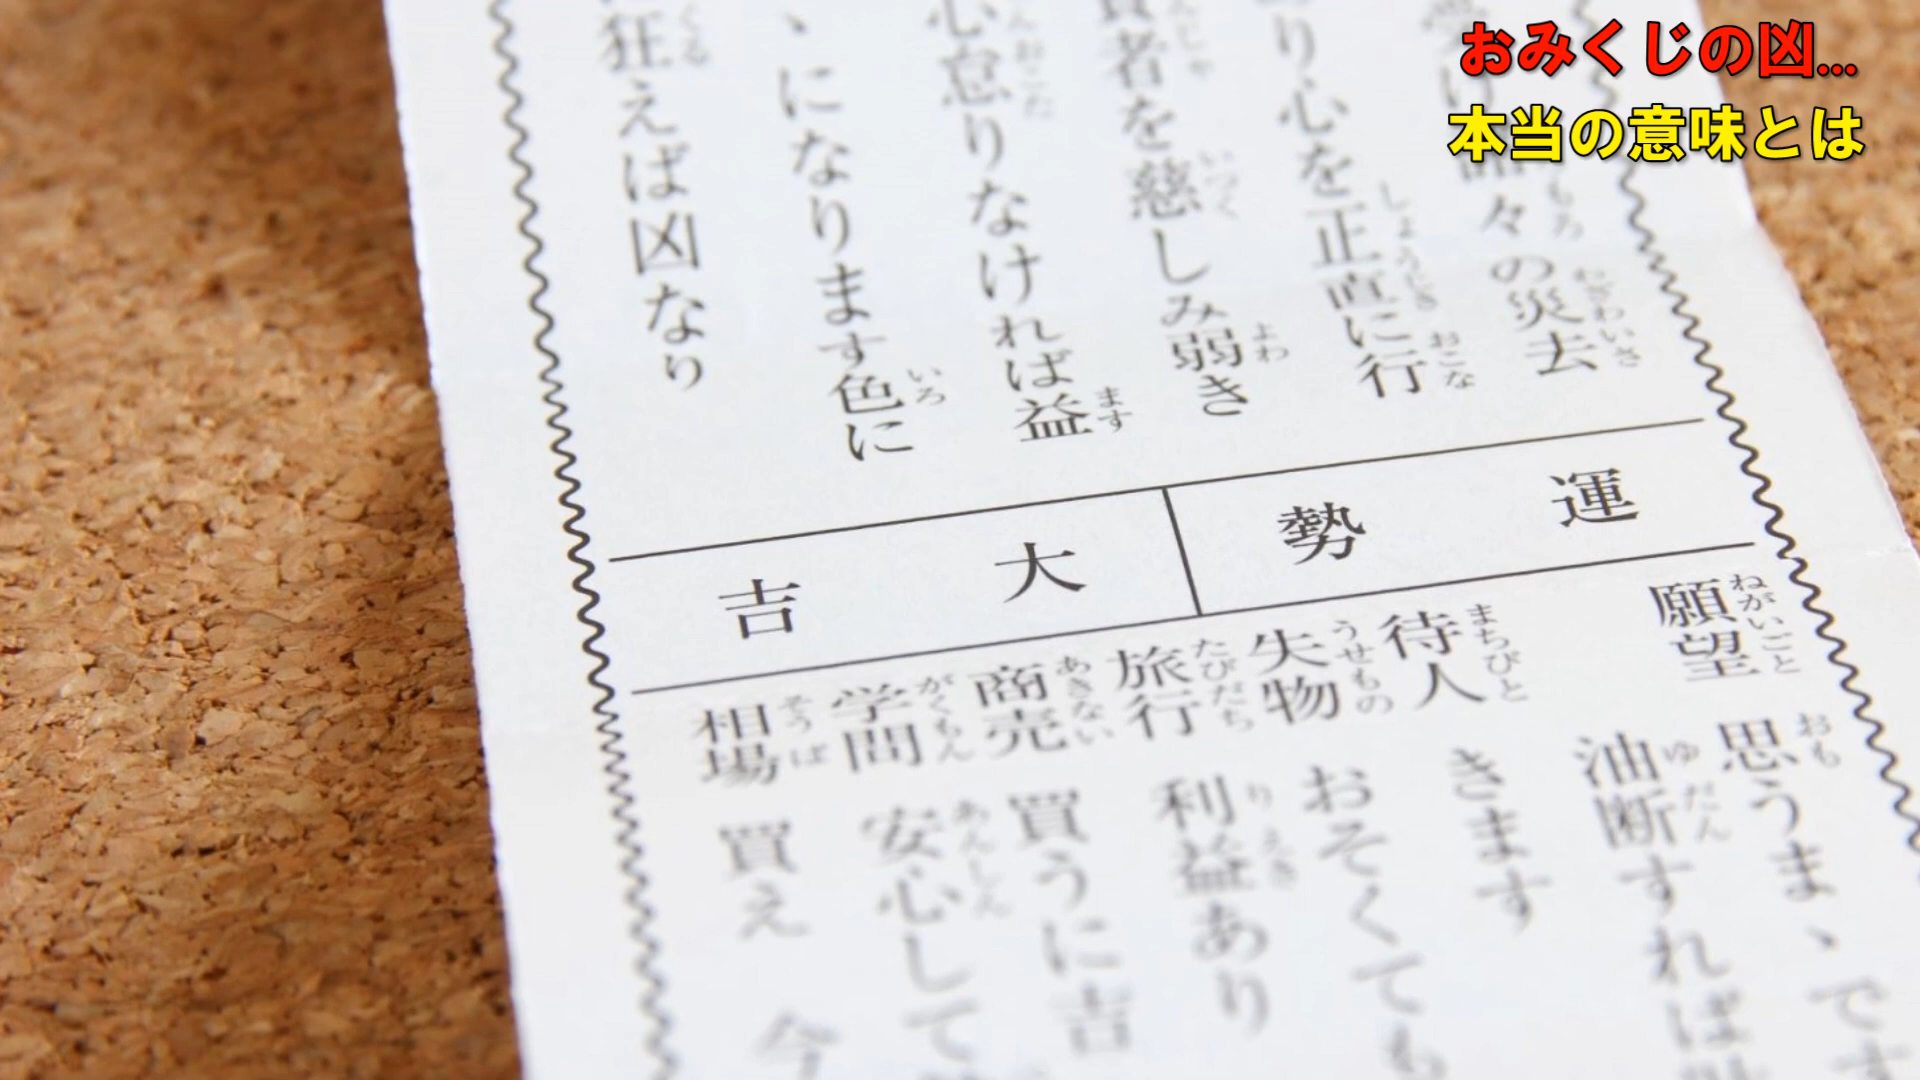 おみくじの凶...
本当の意味とは
々の災去
り心を正直に行
者を慈しみ弱き
心怠りなければ益
ゝになります色に
狂えば凶なり
運勢
大吉
願望 思うまゝです
油断すれば
きます
待人 おそくても
失物
旅行 利益あり
商売 買うに吉
学問 安心して
相場 買え 今